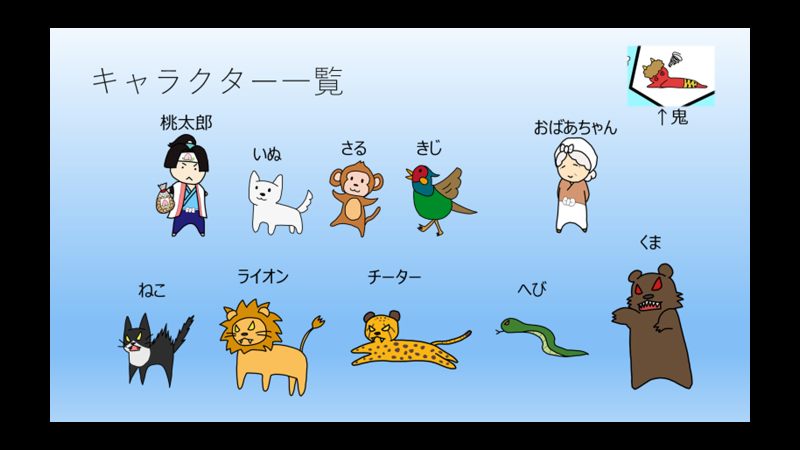 キャラクター一覧
↑鬼
桃太郎
いぬ
さる
きじ
おばあちゃん
ねこ
ライオン
チーター
へび
くま